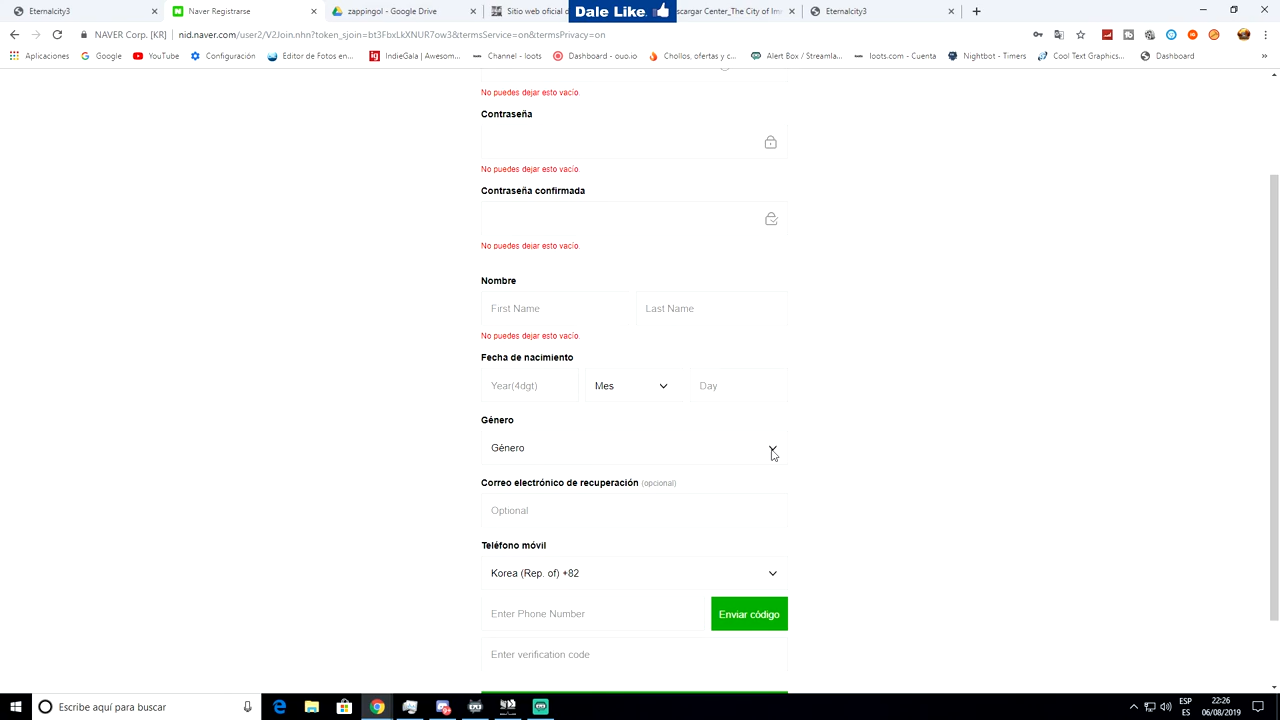 Eternalcity3
Naver Registrarse
zappingol - Google Drive
Sitio web oficial d
Dale Like.
scargar Center_The City of Im
Eternalcity3
NAVER Corp. [KR] | nid.naver.com/user2/V2Join.nhn?token_sjoin=bt3FbxLkXNUR7ow3&termsService=on&termsPrivacy=on
Aplicaciones
Google
YouTube
Configuración
Editor de Fotos en...
IndieGala | Awesom...
Channel - loots
Dashboard - ouo.io
Chollos, ofertas y c...
Alert Box / Streamla...
loots.com - Cuenta
Nightbot - Timers
Cool Text Graphics...
Dashboard
No puedes dejar esto vacío.
Contraseña
No puedes dejar esto vacío.
Contraseña confirmada
No puedes dejar esto vacío.
Nombre
First Name
Last Name
No puedes dejar esto vacío.
Fecha de nacimiento
Year(4dgt)
Mes
Day
Género
Género
Correo electrónico de recuperación (opcional)
Optional
Teléfono móvil
Korea (Rep. of) +82
Enter Phone Number
Enviar código
Enter verification code
Escribe aquí para buscar
ESP
ES
22:26
06/08/2019